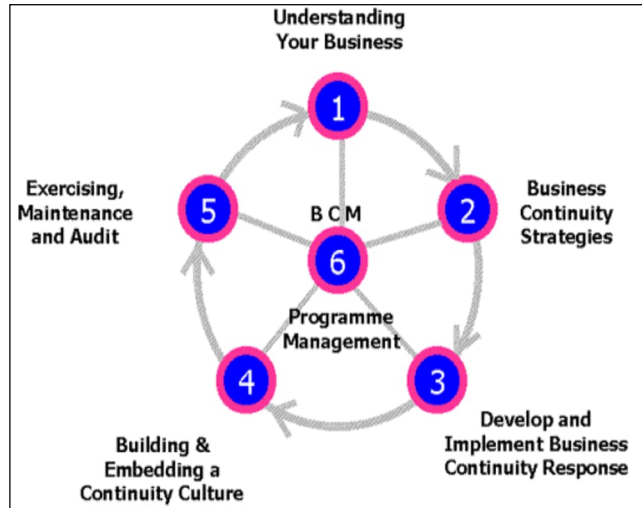 Understanding
Your Business
1
Business
Continuity
Strategies
2
Develop and
Implement Business
Continuity Response
3
Building &
Embedding a
Continuity Culture
4
Exercising,
Maintenance
and Audit
5
B C M
6
Programme
Management